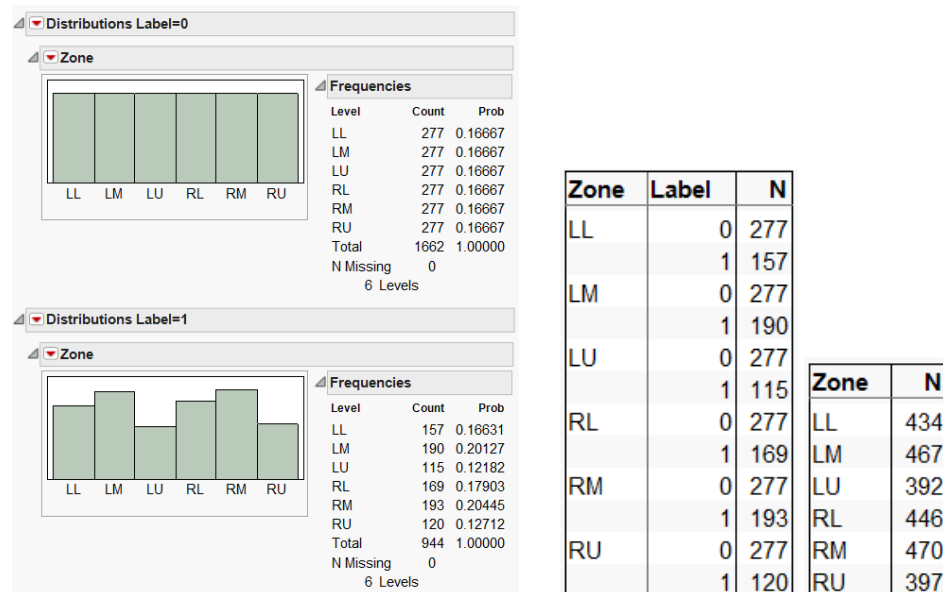 Distributions Label=0
Zone
LL LM LU RL RM RU
Frequencies
Level Count Prob
LL 277 0.16667
LM 277 0.16667
LU 277 0.16667
RL 277 0.16667
RM 277 0.16667
RU 277 0.16667
Total 1662 1.00000
N Missing 0
6 Levels
Distributions Label=1
Zone
LL LM LU RL RM RU
Frequencies
Level Count Prob
LL 157 0.16631
LM 190 0.20127
LU 115 0.12182
RL 169 0.17903
RM 193 0.20445
RU 120 0.12712
Total 944 1.00000
N Missing 0
6 Levels
Zone Label N
LL 0 277
1 157
LM 0 277
1 190
LU 0 277
1 115
RL 0 277
1 169
RM 0 277
1 193
RU 0 277
1 120
Zone N
LL 434
LM 467
LU 392
RL 446
RM 470
RU 397